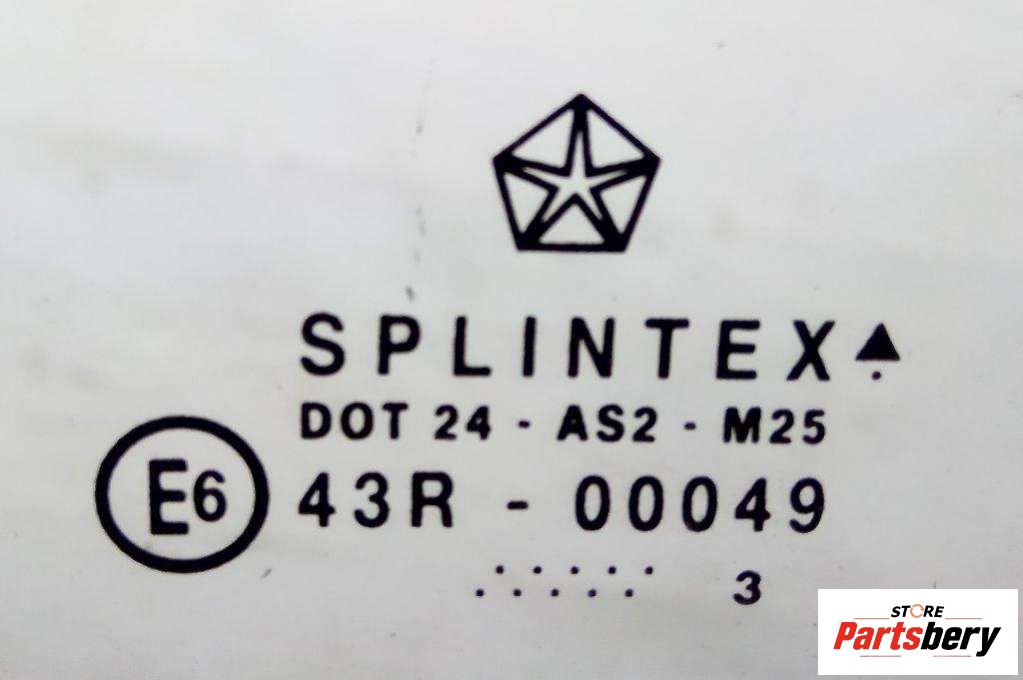 SPLINTEX
DOT 24 - AS2 - M25
E6
43R - 00049
3
STORE
Partsbery